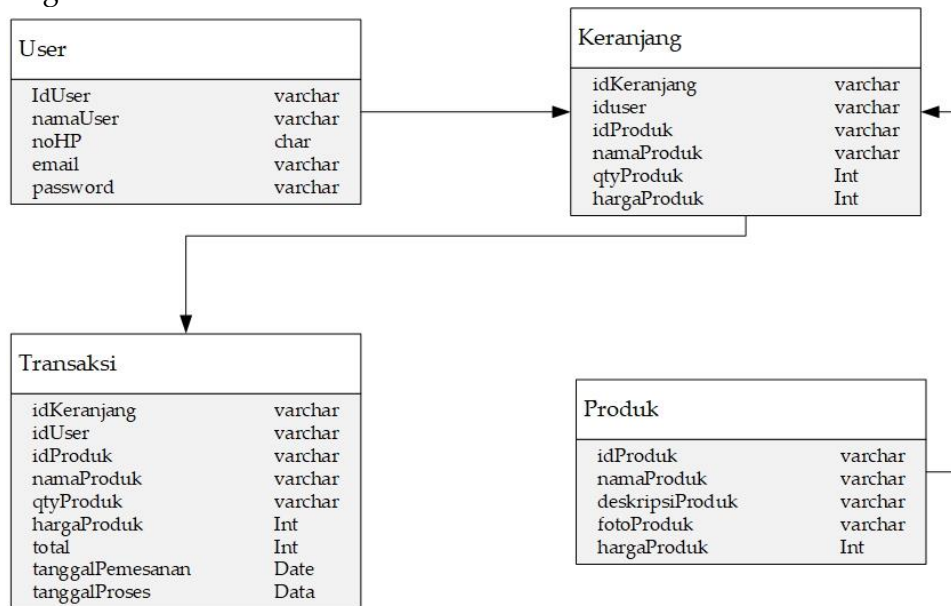 User
IdUser varchar
namaUser varchar
noHP char
email varchar
password varchar
Keranjang
idKeranjang varchar
iduser varchar
idProduk varchar
namaProduk varchar
qtyProduk Int
hargaProduk Int
Transaksi
idKeranjang varchar
idUser varchar
idProduk varchar
namaProduk varchar
qtyProduk varchar
hargaProduk Int
total Int
tanggalPemesanan Date
tanggalProses Data
Produk
idProduk varchar
namaProduk varchar
deskripsiProduk varchar
fotoProduk varchar
hargaProduk Int